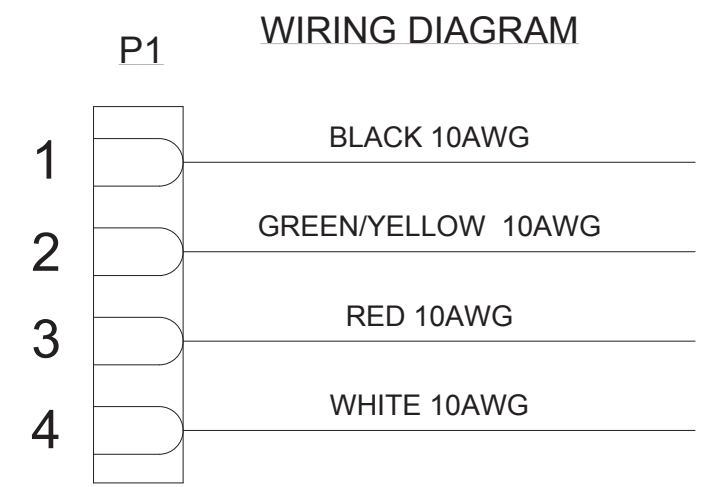 WIRING DIAGRAM
P1
1 BLACK 10AWG
2 GREEN/YELLOW 10AWG
3 RED 10AWG
4 WHITE 10AWG